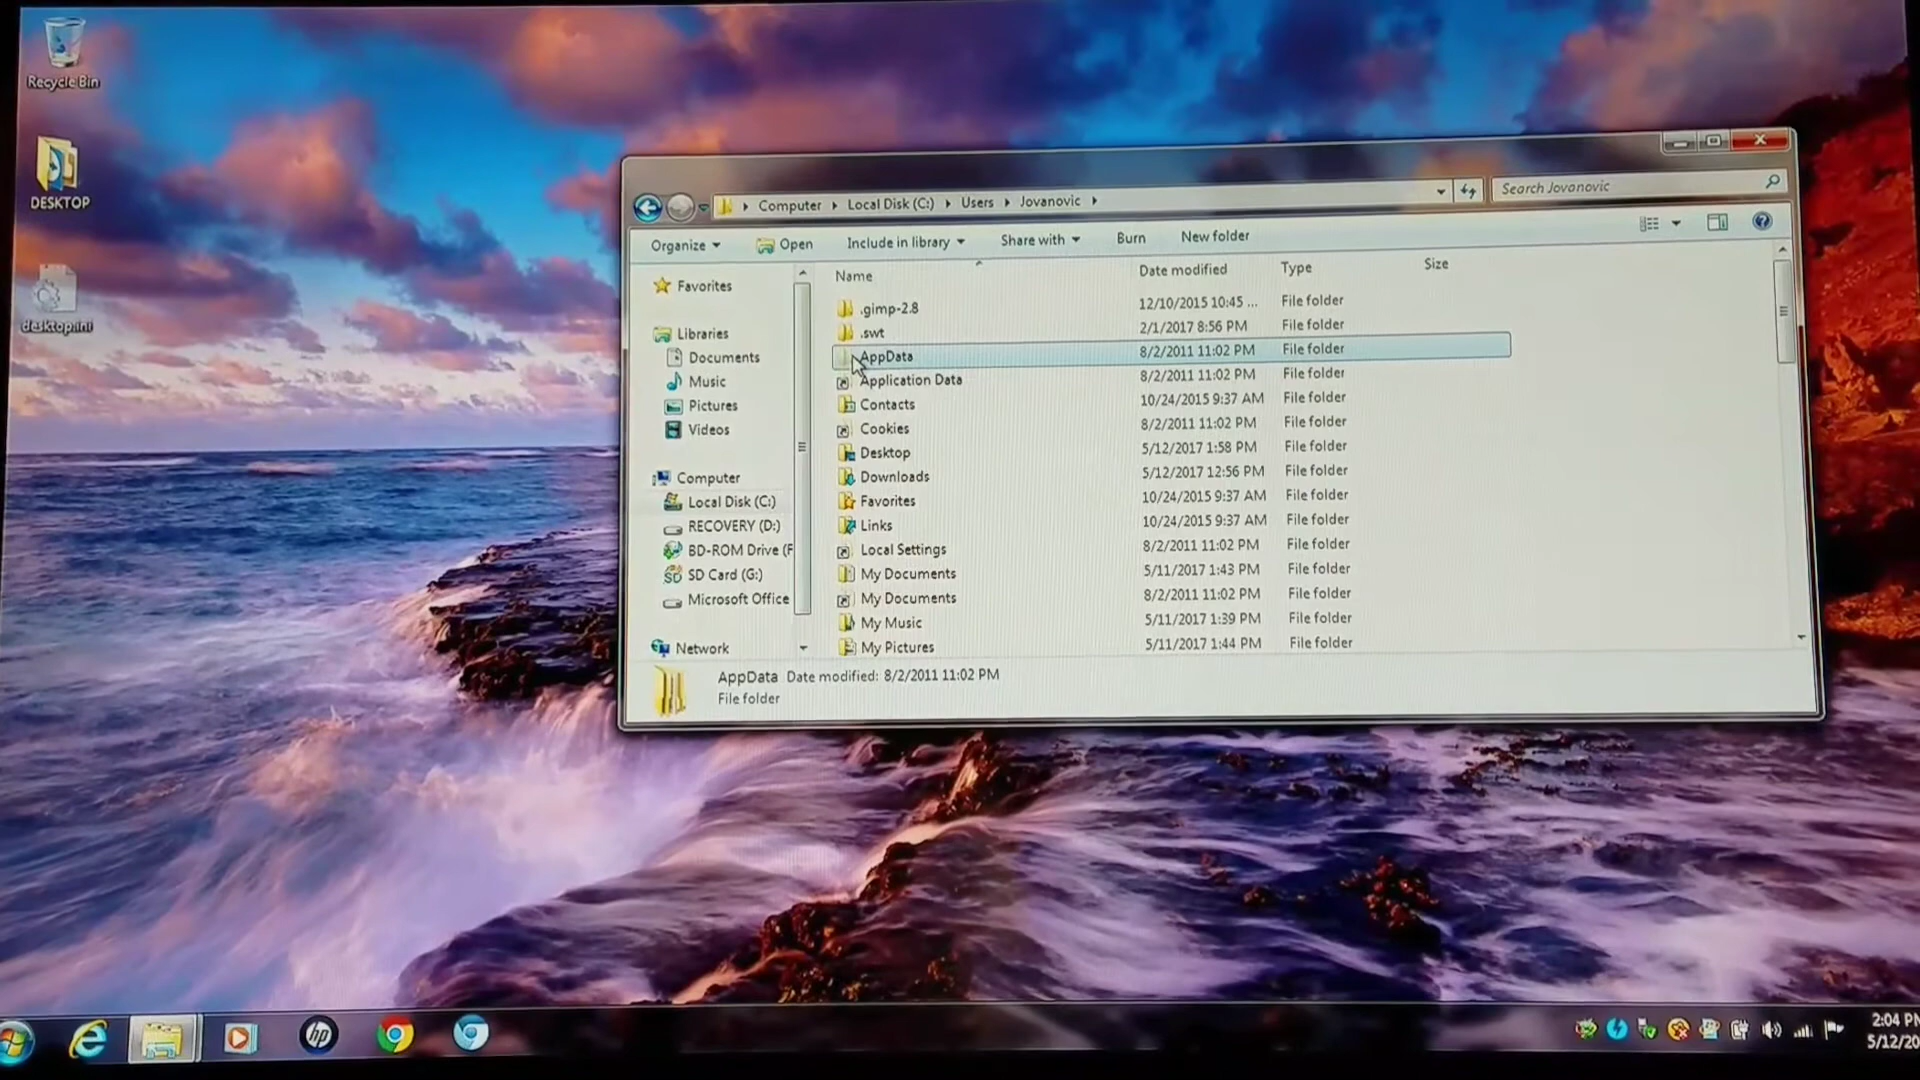 Recycle Bin
DESKTOP
desktop.ini
Computer
Local Disk (C:)
Users
Jovanovic
Search Jovanovic
Organize
Open
Include in library
Share with
Burn
New folder
Favorites
Libraries
Documents
Music
Pictures
Videos
Computer
Local Disk (C:)
RECOVERY (D:)
BD-ROM Drive (F
SD Card (G:)
Microsoft Office
Network
Name Date modified Type Size
.gimp-2.8 12/10/2015 10:45 ... File folder
.swt 2/1/2017 8:56 PM File folder
AppData 8/2/2011 11:02 PM File folder
Application Data 8/2/2011 11:02 PM File folder
Contacts 10/24/2015 9:37 AM File folder
Cookies 8/2/2011 11:02 PM File folder
Desktop 5/12/2017 1:58 PM File folder
Downloads 5/12/2017 12:56 PM File folder
Favorites 10/24/2015 9:37 AM File folder
Links 10/24/2015 9:37 AM File folder
Local Settings 8/2/2011 11:02 PM File folder
My Documents 5/11/2017 1:43 PM File folder
My Documents 8/2/2011 11:02 PM File folder
My Music 5/11/2017 1:39 PM File folder
My Pictures 5/11/2017 1:44 PM File folder
AppData Date modified: 8/2/2011 11:02 PM
File folder
hp
2:04 PM
5/12/20